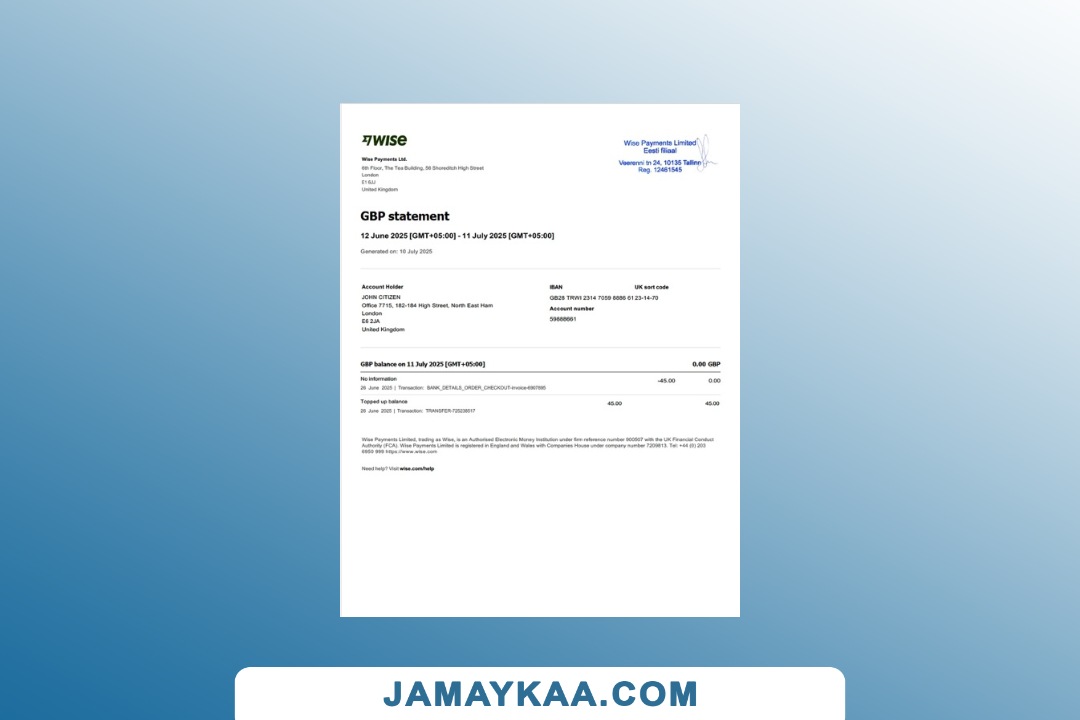 WISE
Wise Payments Limited
Eesti filiaal
Veerenni tn 24, 10135 Tallinn
Reg. 12461545
Wise Payments Ltd.
6th Floor, The Tea Building, 56 Shoreditch High Street
London
E1 6JJ
United Kingdom
GBP statement
12 June 2025 [GMT+05:00] - 11 July 2025 [GMT+05:00]
Generated on: 10 July 2025
Account Holder
JOHN CITIZEN
Office 7715, 182-184 High Street, North East Ham
London
E6 2JA
United Kingdom
IBAN UK sort code
GB28 TRWI 2314 7059 8886 61 23-14-70
Account number
59888661
GBP balance on 11 July 2025 [GMT+05:00] 0.00 GBP
No information -45.00 0.00
26 June 2025 | Transaction: BANK_DETAILS_ORDER_CHECKOUT-invoice-
Topped up balance 45.00 45.00
26 June 2025 | Transaction:
Wise Payments Limited, trading as Wise, is an Authorised Electronic Money Institution under firm reference number 900507 with the UK Financial Conduct
Authority (FCA). Wise Payments Limited is registered in England and Wales with Companies House under company number 7209813. Tel: +44 (0) 203
6950 999 https://www.wise.com
Need help? Visit wise.com/help
JAMAYKAA.COM